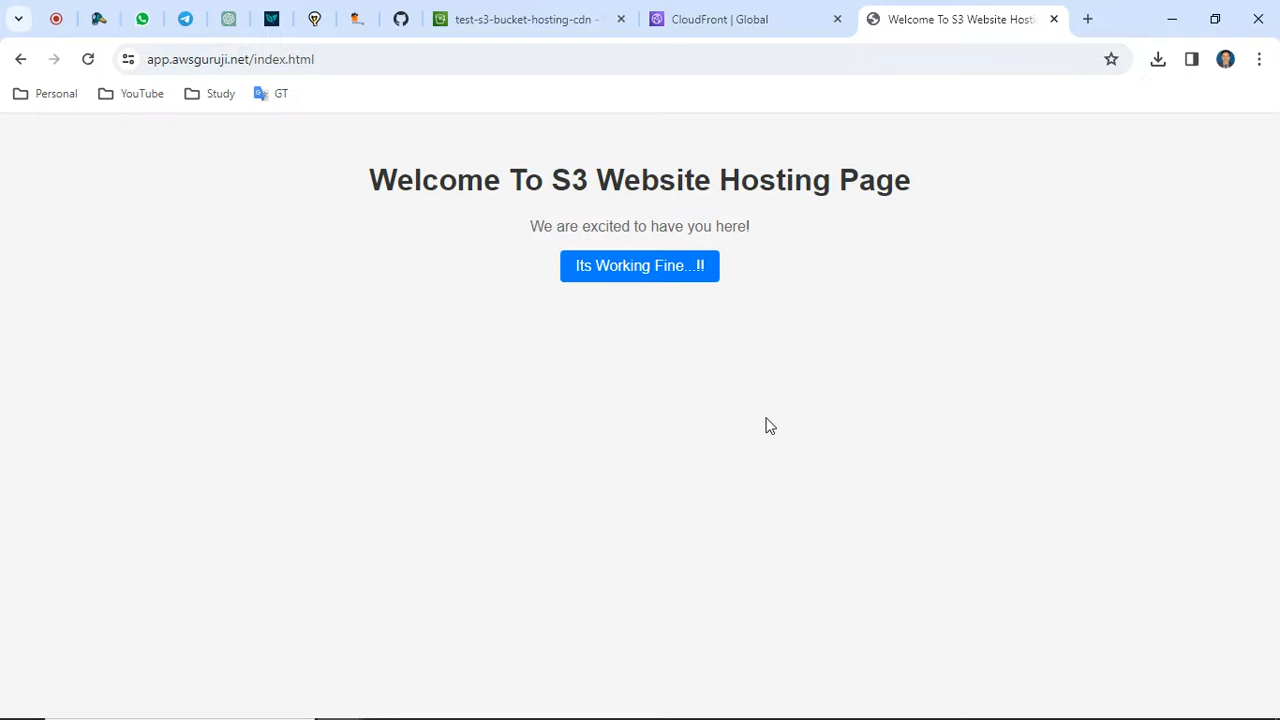 test-s3-bucket-hosting-cdn -
CloudFront | Global
Welcome To S3 Website Hosti
app.awsguruji.net/index.html
Personal
YouTube
Study
GT
Welcome To S3 Website Hosting Page
We are excited to have you here!
Its Working Fine...!!